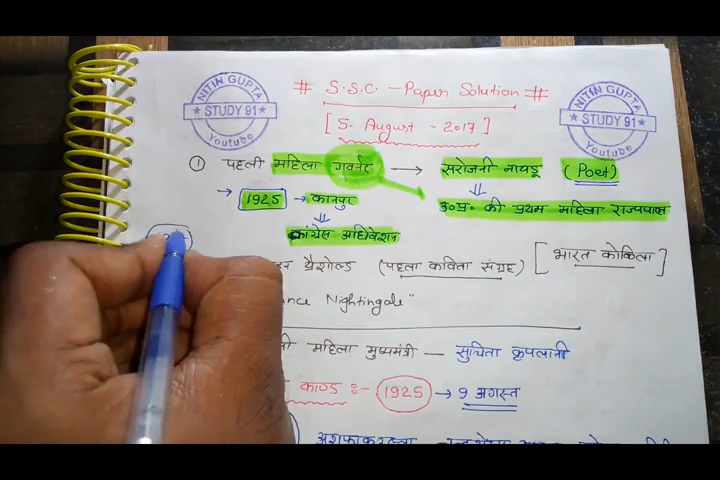 NITIN GUPTA
★ STUDY 91 ★
Youtube
# S.S.C. - Paper Solution #
NITIN GUPTA
★ STUDY 91 ★
Youtube
[ 5 - August - 2017 ]
① पहली महिला गवर्नर → सरोजनी नायडू (Poet)
→ 1925 → कानपुर ⇓ उ०प्र० की प्रथम महिला राज्यपाल
⇓
कांग्रेस अधिवेशन
थ्रैशोल्ड (पहला कविता संग्रह) [भारत कोकिला]
Nightingale"
महिला मुख्यमंत्री — सुचिता कृपलानी
काण्ड :- 1925 → 9 अगस्त